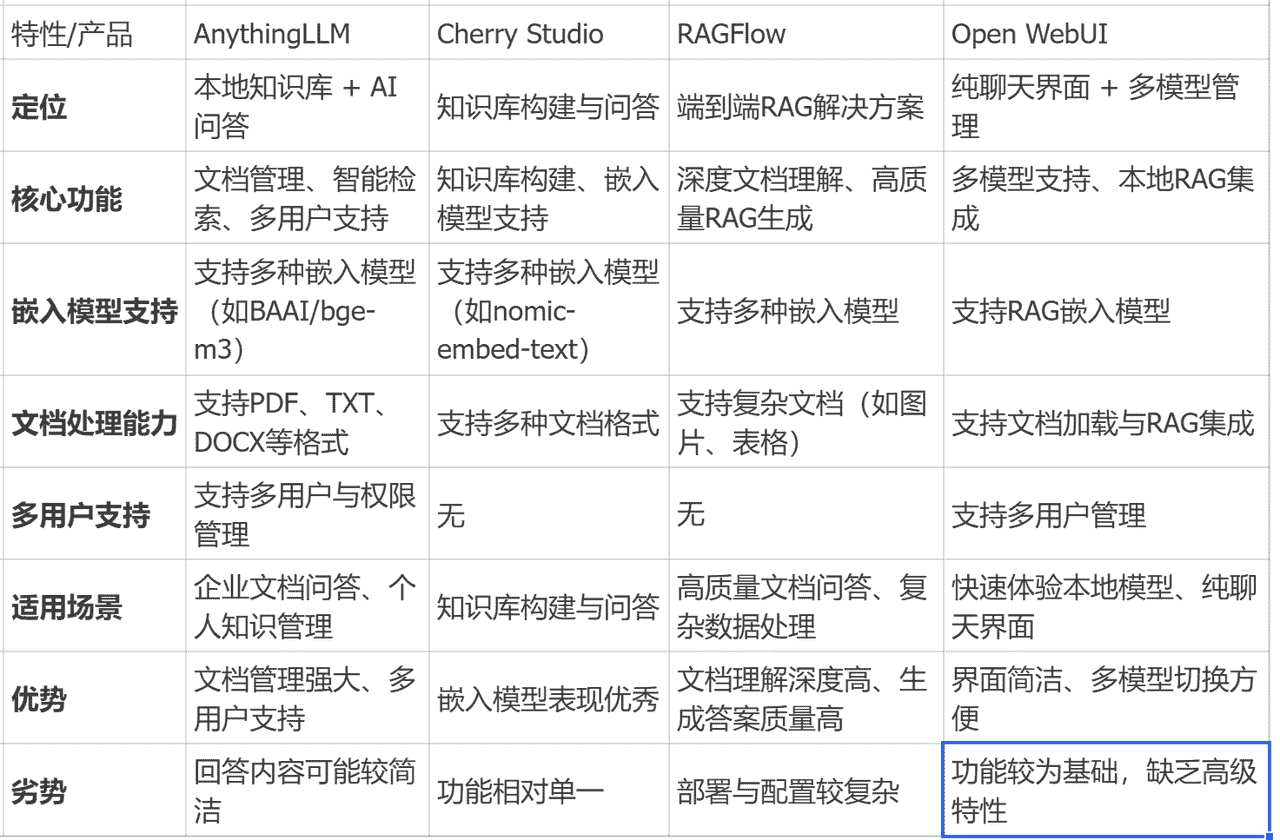 特性/产品
AnythingLLM
Cherry Studio
RAGFlow
Open WebUI
定位
本地知识库 + AI
问答
知识库构建与问答
端到端RAG解决方案
纯聊天界面 + 多模型管
理
核心功能
文档管理、智能检
索、多用户支持
知识库构建、嵌入
模型支持
深度文档理解、高质
量RAG生成
多模型支持、本地RAG集
成
嵌入模型支持
支持多种嵌入模型
（如BAAI/bge-
m3）
支持多种嵌入模型
（如nomic-
embed-text）
支持多种嵌入模型
支持RAG嵌入模型
文档处理能力
支持PDF、TXT、
DOCX等格式
支持多种文档格式
支持复杂文档（如图
片、表格）
支持文档加载与RAG集成
多用户支持
支持多用户与权限
管理
无
无
支持多用户管理
适用场景
企业文档问答、个
人知识管理
知识库构建与问答
高质量文档问答、复
杂数据处理
快速体验本地模型、纯聊
天界面
优势
文档管理强大、多
用户支持
嵌入模型表现优秀
文档理解深度高、生
成答案质量高
界面简洁、多模型切换方
便
劣势
回答内容可能较简
洁
功能相对单一
部署与配置较复杂
功能较为基础，缺乏高级
特性